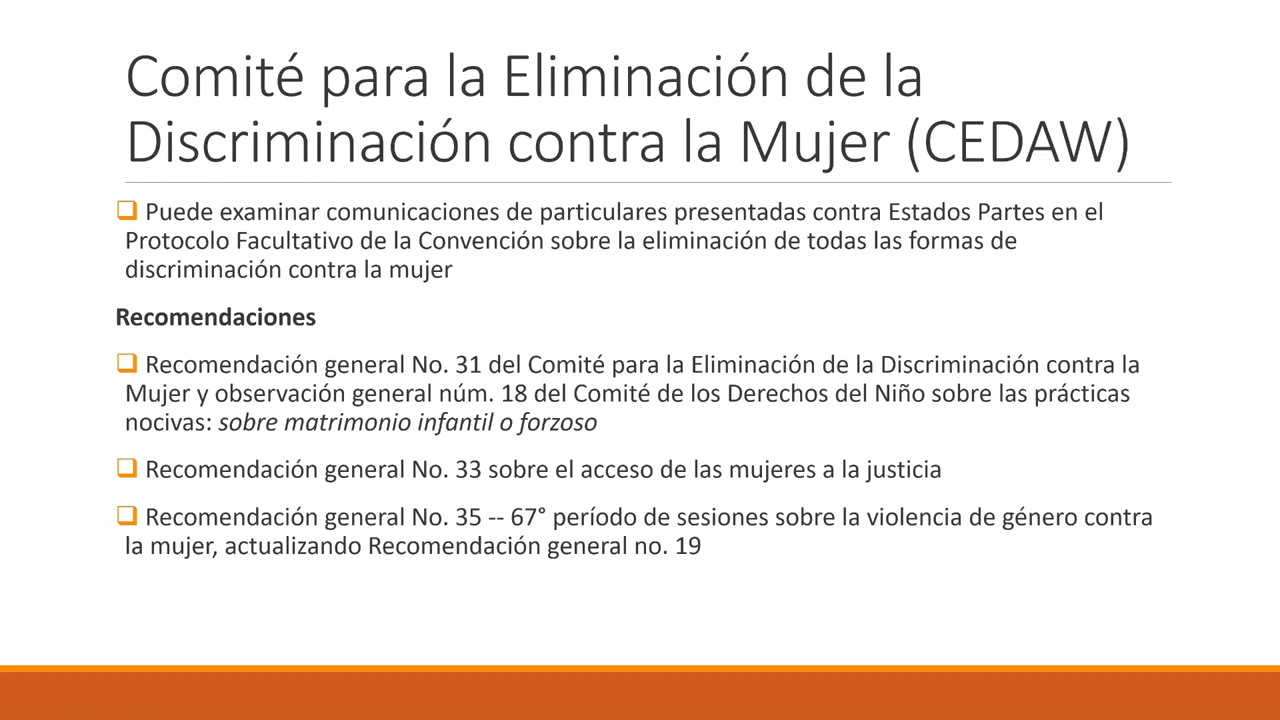 Comité para la Eliminación de la
Discriminación contra la Mujer (CEDAW)
Puede examinar comunicaciones de particulares presentadas contra Estados Partes en el
Protocolo Facultativo de la Convención sobre la eliminación de todas las formas de
discriminación contra la mujer
Recomendaciones
Recomendación general No. 31 del Comité para la Eliminación de la Discriminación contra la
Mujer y observación general núm. 18 del Comité de los Derechos del Niño sobre las prácticas
nocivas: sobre matrimonio infantil o forzoso
Recomendación general No. 33 sobre el acceso de las mujeres a la justicia
Recomendación general No. 35 -- 67° período de sesiones sobre la violencia de género contra
la mujer, actualizando Recomendación general no. 19